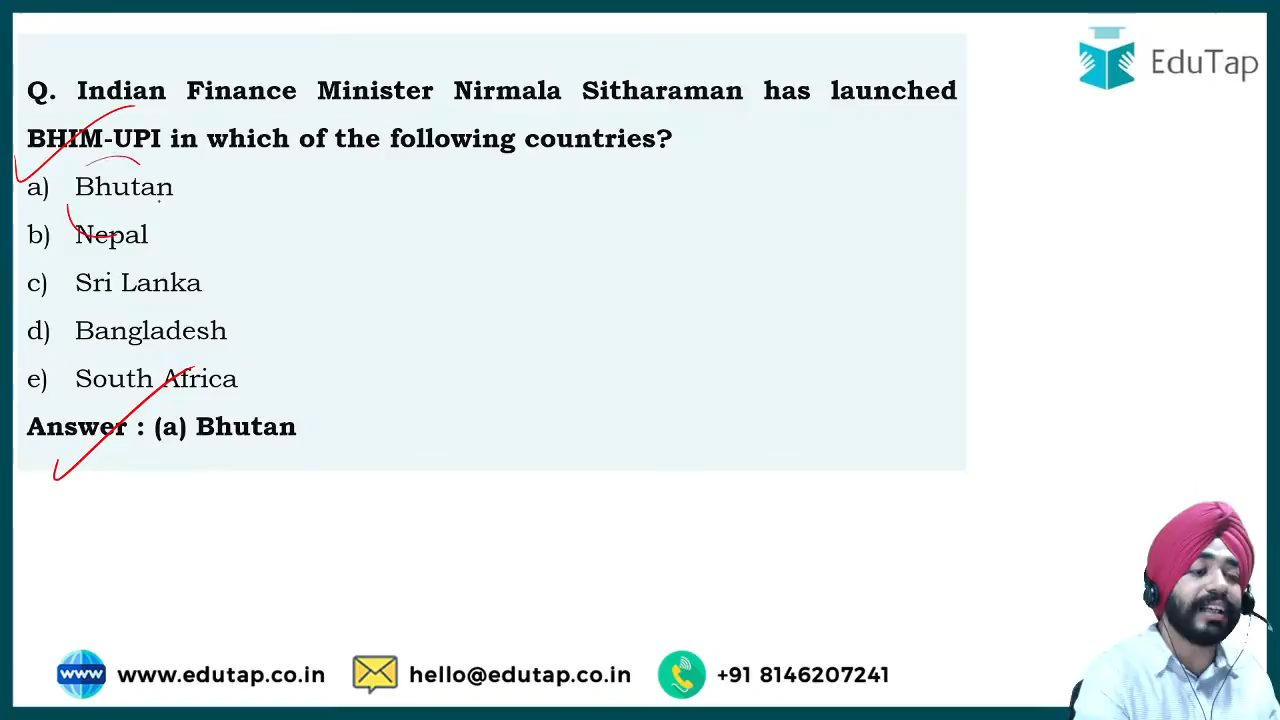 EduTap
Q. Indian Finance Minister Nirmala Sitharaman has launched
BHIM-UPI in which of the following countries?
a) Bhutan
b) Nepal
c) Sri Lanka
d) Bangladesh
e) South Africa
Answer : (a) Bhutan
www www.edutap.co.in hello@edutap.co.in +91 8146207241